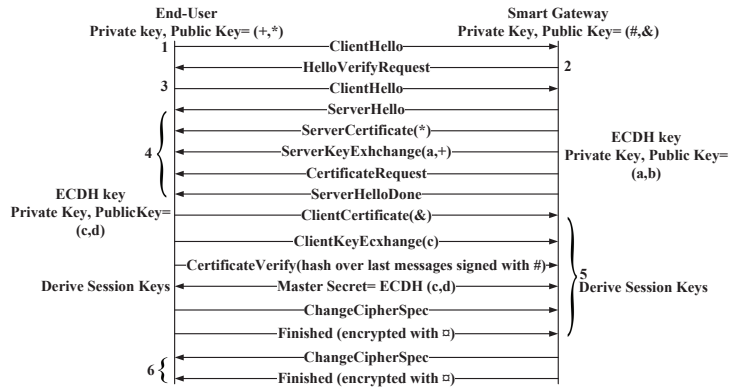 End-User
Private key, Public Key= (+,*)
Smart Gateway
Private Key, Public Key= (#,&)
1
ClientHello
HelloVerifyRequest
2
3
ClientHello
ServerHello
ServerCertificate(*)
4
ServerKeyExhchange(a,+)
CertificateRequest
ServerHelloDone
ECDH key
Private Key, Public Key=
(a,b)
ECDH key
Private Key, PublicKey=
(c,d)
ClientCertificate(&)
ClientKeyEcxhange(c)
CertificateVerify(hash over last messages signed with #)
5
Derive Session Keys
Master Secret= ECDH (c,d)
Derive Session Keys
ChangeCipherSpec
Finished (encrypted with ¤)
ChangeCipherSpec
6
Finished (encrypted with ¤)